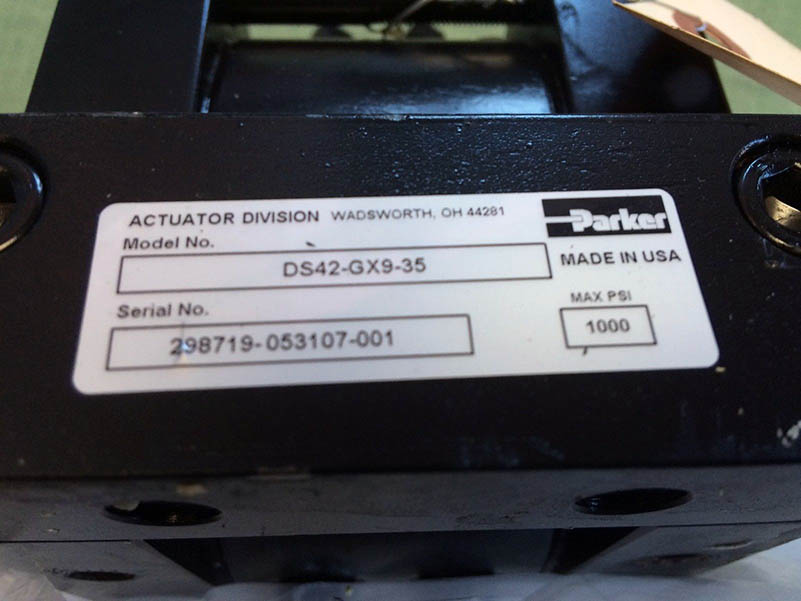 ACTUATOR DIVISION WADSWORTH, OH 44281
Parker
Model No.
DS42-GX9-35
MADE IN USA
Serial No.
298719-053107-001
MAX PSI
1000